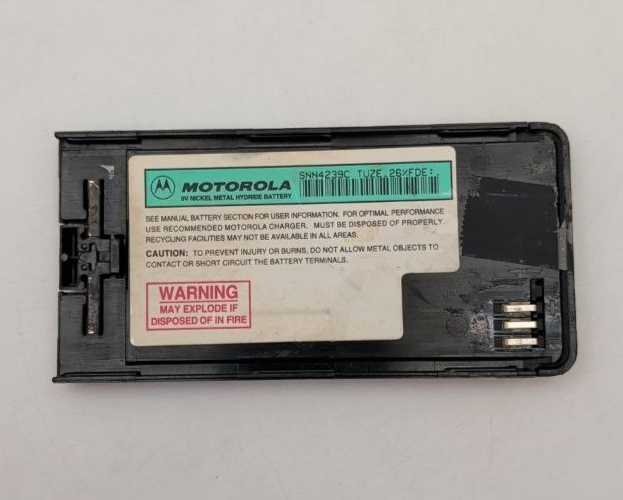 MOTOROLA
SNN4239C TUZE.26%FDE:.
6V NICKEL METAL HYDRIDE BATTERY
SEE MANUAL BATTERY SECTION FOR USER INFORMATION. FOR OPTIMAL PERFORMANCE
USE RECOMMENDED MOTOROLA CHARGER. MUST BE DISPOSED OF PROPERLY.
RECYCLING FACILITIES MAY NOT BE AVAILABLE IN ALL AREAS.
CAUTION: TO PREVENT INJURY OR BURNS, DO NOT ALLOW METAL OBJECTS TO
CONTACT OR SHORT CIRCUIT THE BATTERY TERMINALS.
WARNING
MAY EXPLODE IF
DISPOSED OF IN FIRE